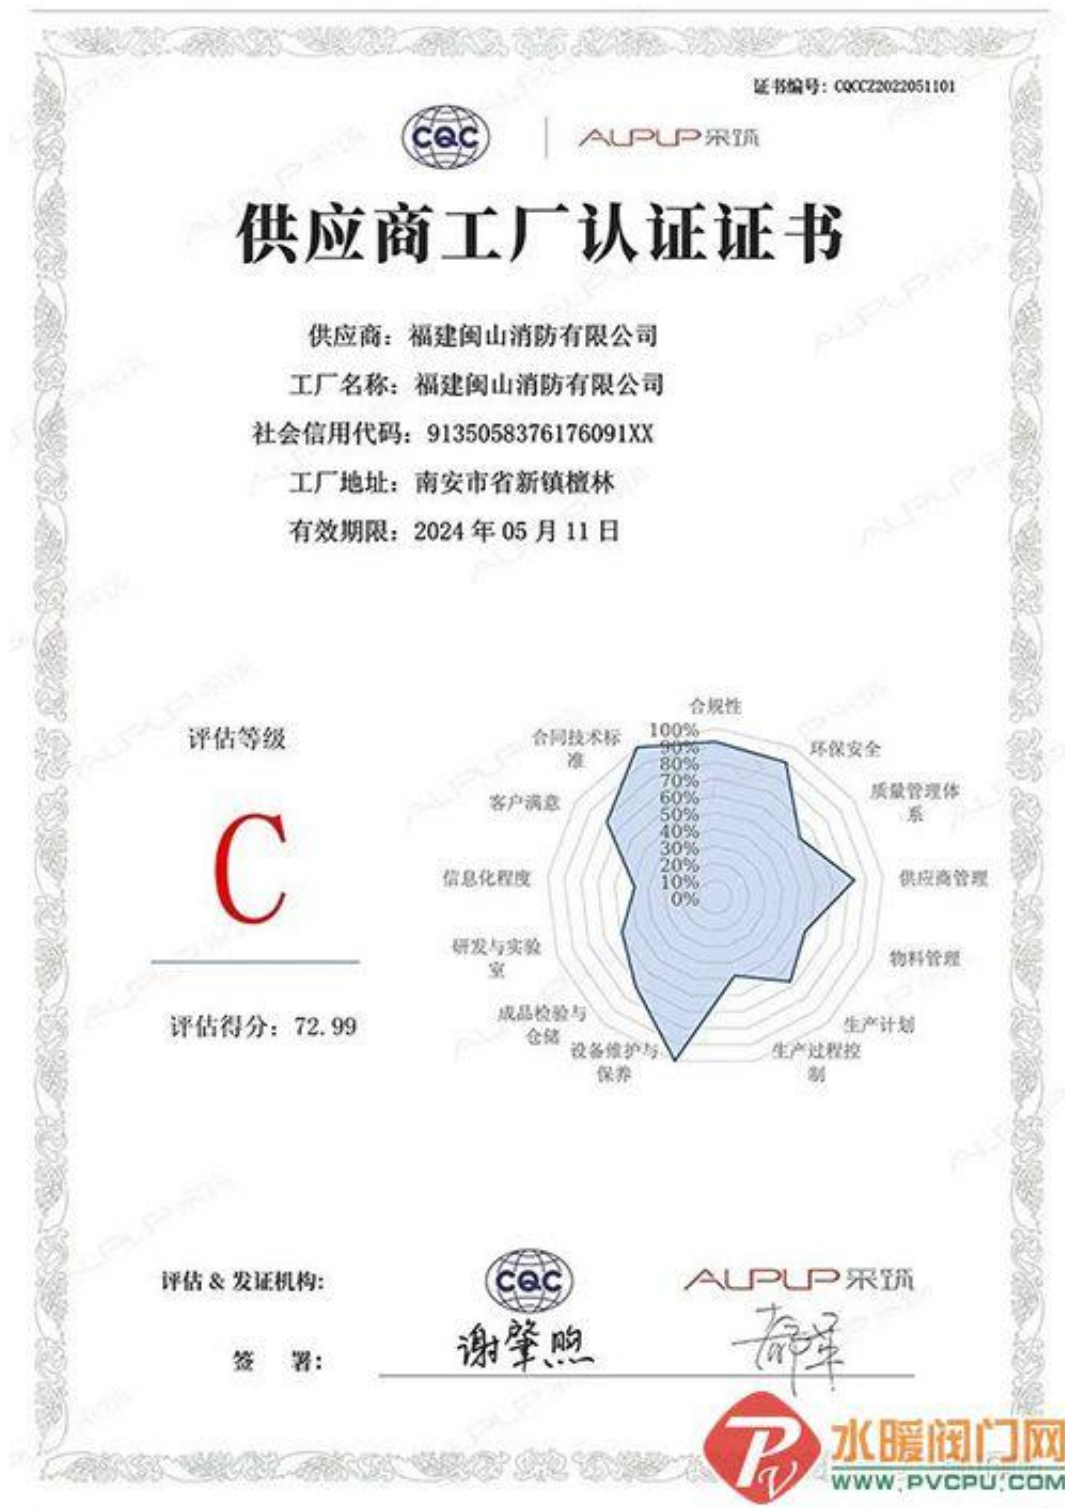 证书编号：CQCCZ2022051101
CQC AUPUP采筑
供应商工厂认证证书
供应商：福建闽山消防有限公司
工厂名称：福建闽山消防有限公司
社会信用代码：9135058376176091XX
工厂地址：南安市省新镇檀林
有效期限：2024年05月11日
评估等级
C
评估得分：72.99
合规性
环保安全
质量管理体
系
供应商管理
物料管理
生产计划
生产过程控
制
设备维护与
保养
成品检验与
仓储
研发与实验
室
信息化程度
客户满意
合同技术标
准
100%
90%
80%
70%
60%
50%
40%
30%
20%
10%
0%
评估&发证机构：
CQC AUPUP采筑
签 署：
谢肇煦
水暖阀门网
WWW.PVCPU.COM